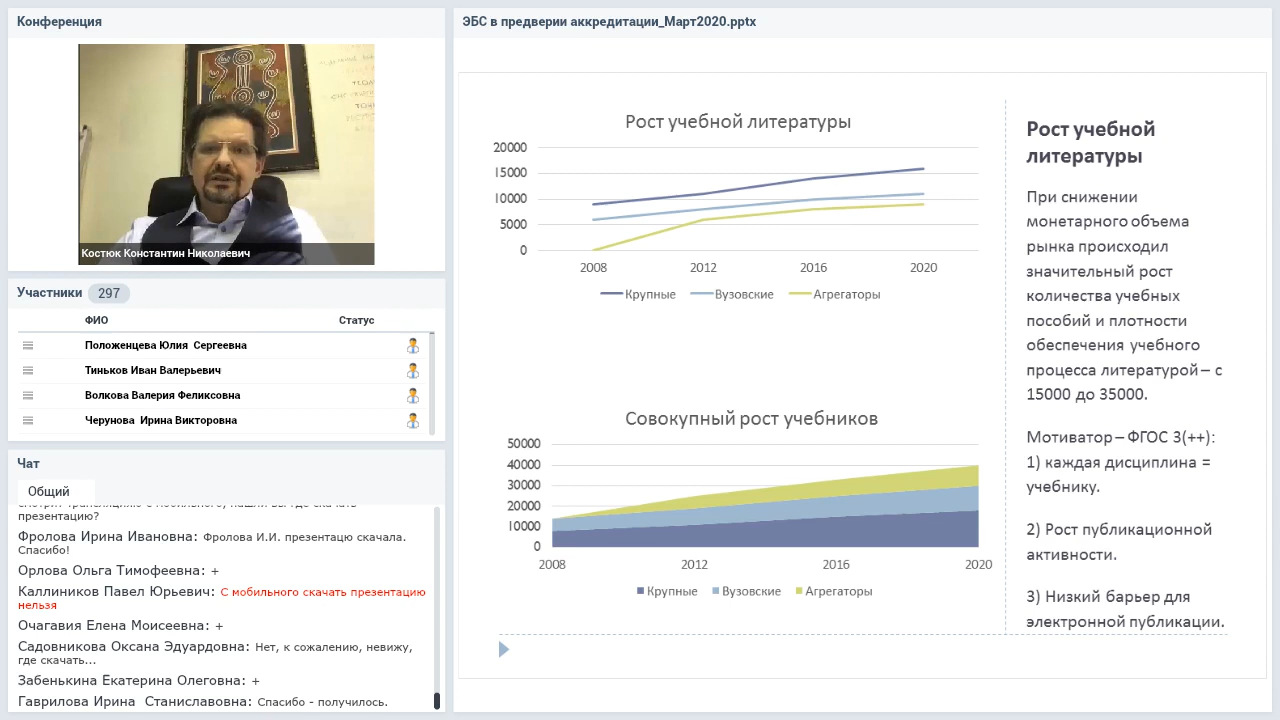 Конференция
Костюк Константин Николаевич
Участники 297
ФИО Статус
Положенцева Юлия Сергеевна
Тиньков Иван Валерьевич
Волкова Валерия Феликсовна
Черунова Ирина Викторовна
Чат
Общий
презентацию?
Фролова Ирина Ивановна: Фролова И.И. презентацю скачала.
Спасибо!
Орлова Ольга Тимофеевна: +
Каллиников Павел Юрьевич: С мобильного скачать презентацию
нельзя
Очагавия Елена Моисеевна: +
Садовникова Оксана Эдуардовна: Нет, к сожалению, невижу,
где скачать...
Забенькина Екатерина Олеговна: +
Гаврилова Ирина Станиславовна: Спасибо - получилось.
ЭБС в предверии аккредитации_Март2020.pptx
Рост учебной литературы
20000
15000
10000
5000
0
2008 2012 2016 2020
Крупные Вузовские Агрегаторы
Совокупный рост учебников
50000
40000
30000
20000
10000
0
2008 2012 2016 2020
Крупные Вузовские Агрегаторы
Рост учебной
литературы
При снижении
монетарного объема
рынка происходил
значительный рост
количества учебных
пособий и плотности
обеспечения учебного
процесса литературой – с
15000 до 35000.
Мотиватор – ФГОС 3(++):
1) каждая дисциплина =
учебнику.
2) Рост публикационной
активности.
3) Низкий барьер для
электронной публикации.